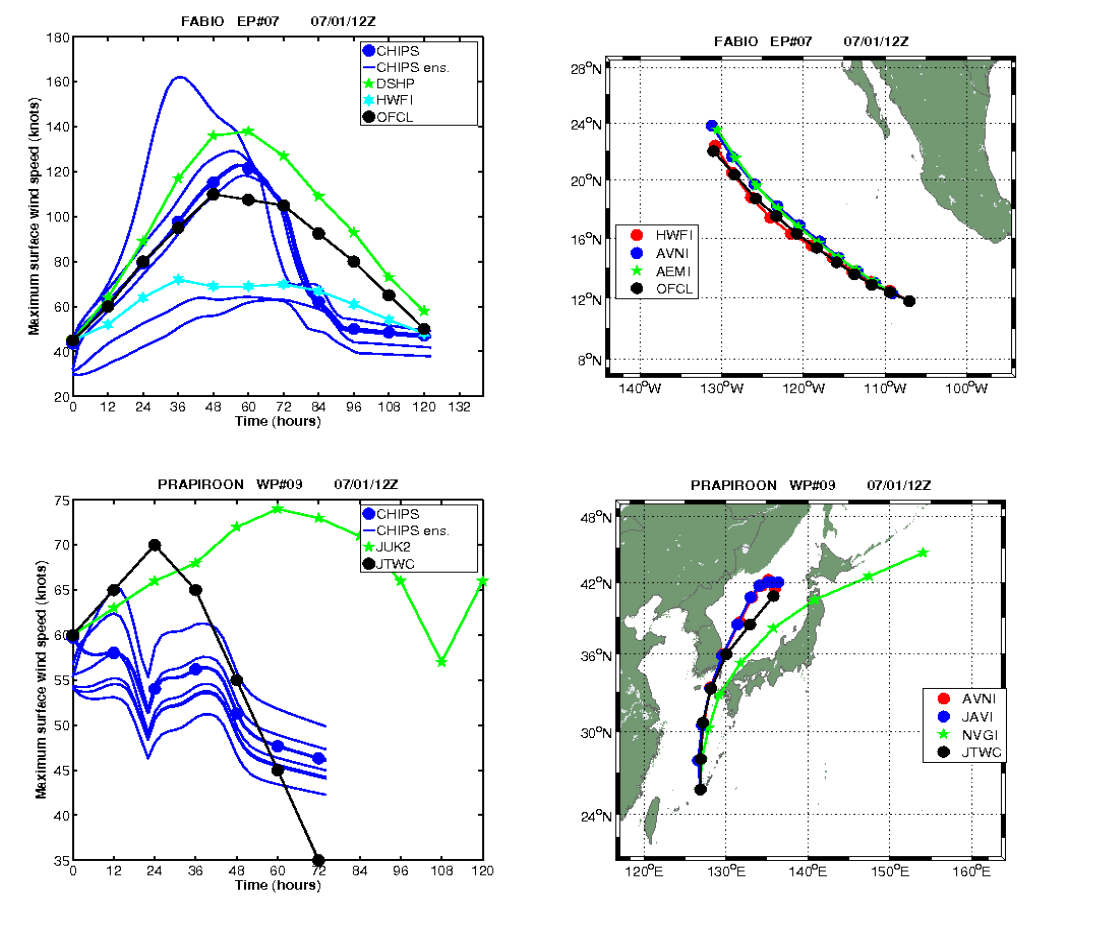 FABIO EP#07 07/01/12Z
180
160
140
120
100
80
60
40
20
Maximum surface wind speed (knots)
CHIPS
CHIPS ens.
DSHP
HWFI
OFCL
0 12 24 36 48 60 72 84 96 108 120 132
Time (hours)
FABIO EP#07 07/01/12Z
28°N
24°N
20°N
16°N
12°N
8°N
HWFI
AVNI
AEMI
OFCL
140°W 130°W 120°W 110°W 100°W
PRAPIROON WP#09 07/01/12Z
75
70
65
60
55
50
45
40
35
Maximum surface wind speed (knots)
CHIPS
CHIPS ens.
JUK2
JTWC
0 12 24 36 48 60 72 84 96 108 120
Time (hours)
PRAPIROON WP#09 07/01/12Z
48°N
42°N
36°N
30°N
24°N
AVNI
JAVI
NVGI
JTWC
120°E 130°E 140°E 150°E 160°E